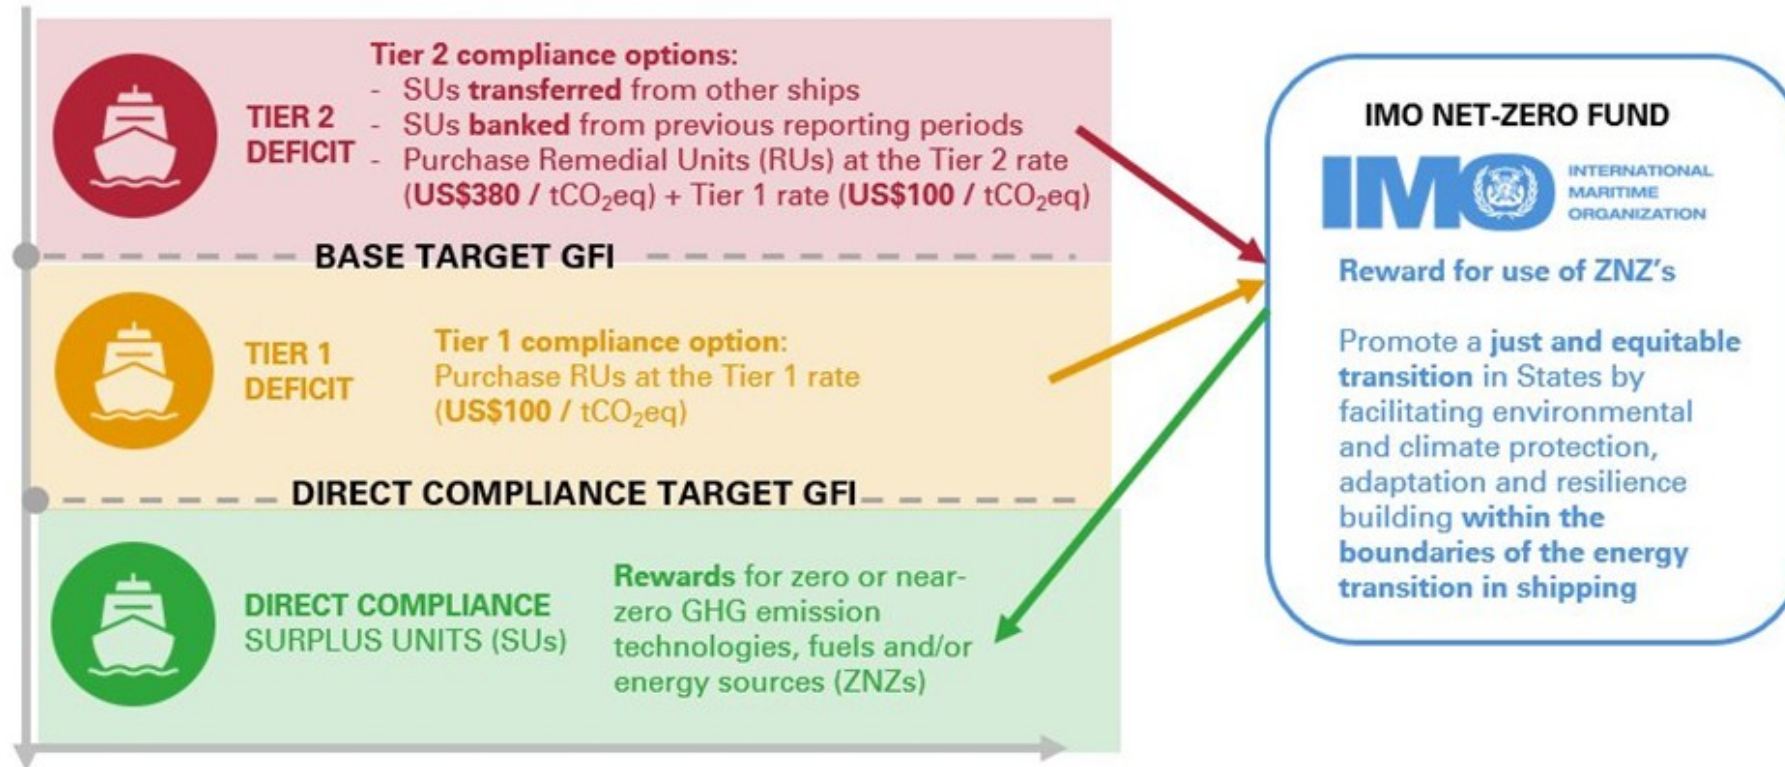 Tier 2 compliance options:
TIER 2
DEFICIT
- SUs transferred from other ships
- SUs banked from previous reporting periods
- Purchase Remedial Units (RUs) at the Tier 2 rate
(US$380 / tCO₂eq) + Tier 1 rate (US$100 / tCO₂eq)
BASE TARGET GFI
TIER 1
DEFICIT
Tier 1 compliance option:
Purchase RUs at the Tier 1 rate
(US$100 / tCO₂eq)
DIRECT COMPLIANCE TARGET GFI
DIRECT COMPLIANCE
SURPLUS UNITS (SUs)
Rewards for zero or near-
zero GHG emission
technologies, fuels and/or
energy sources (ZNZs)
IMO NET-ZERO FUND
IMO
INTERNATIONAL
MARITIME
ORGANIZATION
Reward for use of ZNZ's
Promote a just and equitable
transition in States by
facilitating environmental
and climate protection,
adaptation and resilience
building within the
boundaries of the energy
transition in shipping